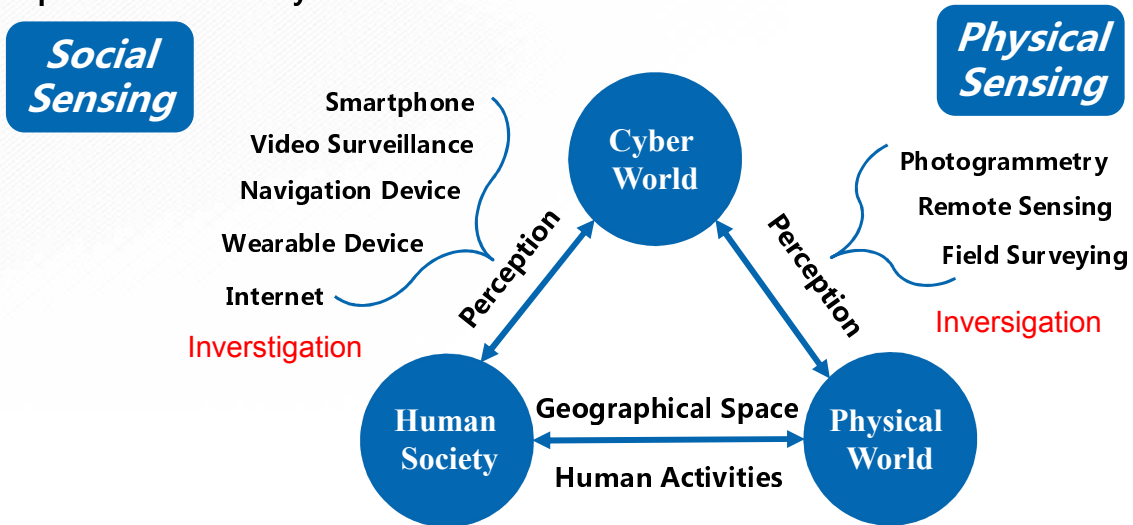 Social
Sensing
Physical
Sensing
Smartphone
Video Surveillance
Navigation Device
Wearable Device
Internet
Inverstigation
Perception
Cyber
World
Perception
Photogrammetry
Remote Sensing
Field Surveying
Inversigation
Human
Society
Geographical Space
Human Activities
Physical
World